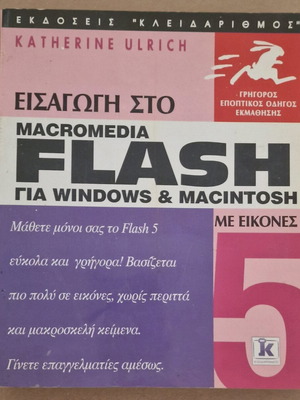 ΕΚΔΟΣΕΙΣ "ΚΛΕΙΔΑΡΙΘΜΟΣ"
KATHERINE ULRICH
ΓΡΗΓΟΡΟΣ
ΕΠΟΠΤΙΚΟΣ ΟΔΗΓΟΣ
ΕΚΜΑΘΗΣΗΣ
ΕΙΣΑΓΩΓΗ ΣΤΟ
MACROMEDIA
FLASH
ΓΙΑ WINDOWS & MACINTOSH
ΜΕ ΕΙΚΟΝΕΣ
5
Μάθετε μόνοι σας το Flash 5
εύκολα και γρήγορα! Βασίζεται
πιο πολύ σε εικόνες, χωρίς περιττά
και μακροσκελή κείμενα.
Γίνετε επαγγελματίες αμέσως.